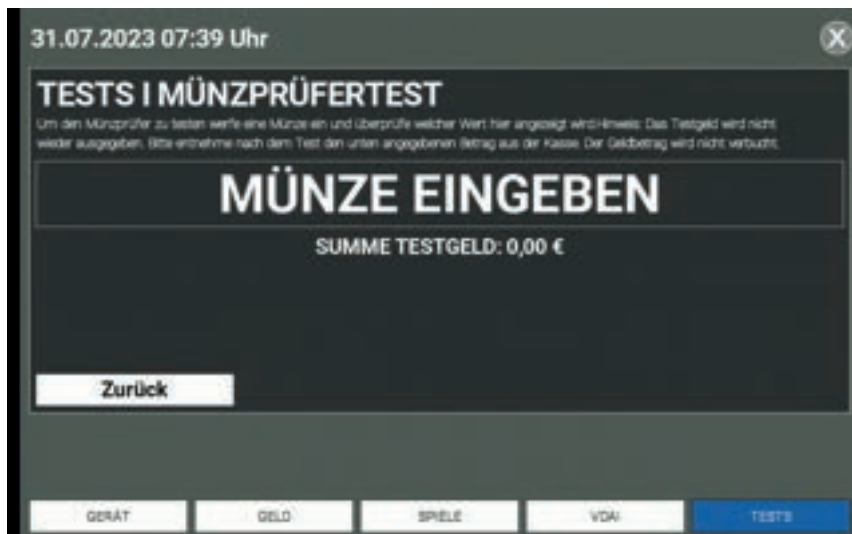 31.07.2023 07:39 Uhr
X
TESTS I MÜNZPRÜFERTEST
Um den Münzprüfer zu testen werfe eine Münze ein und überprüfe welcher Wert hier angezeigt wird.Hinweis: Das Testgeld wird nicht
wieder ausgegeben. Bitte entnehme nach dem Test den unten angegebenen Betrag aus der Kasse. Der Geldbetrag wird nicht verbucht.
MÜNZE EINGEBEN
SUMME TESTGELD: 0,00 €
Zurück
GERÄT GELD SPIELE VDAI TESTS